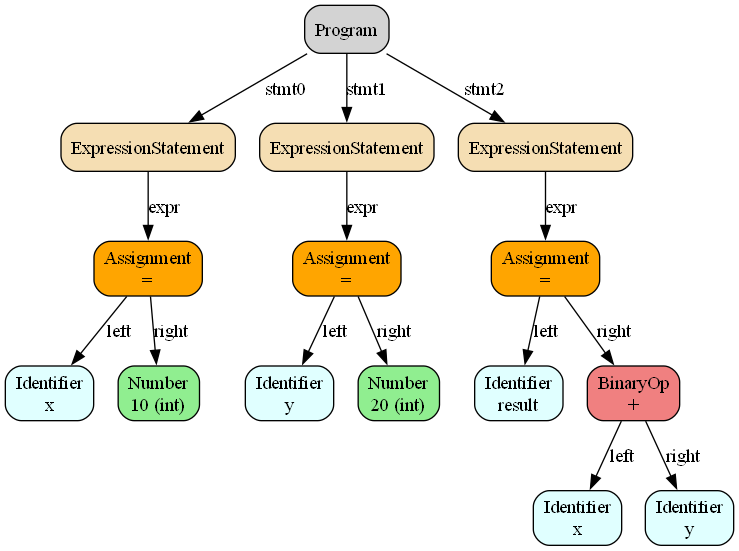 Program
stmt0
stmt1
stmt2
ExpressionStatement
ExpressionStatement
ExpressionStatement
expr
expr
expr
Assignment
=
Assignment
=
Assignment
=
left
right
left
right
left
right
Identifier
x
Number
10 (int)
Identifier
y
Number
20 (int)
Identifier
result
BinaryOp
+
left
right
Identifier
x
Identifier
y